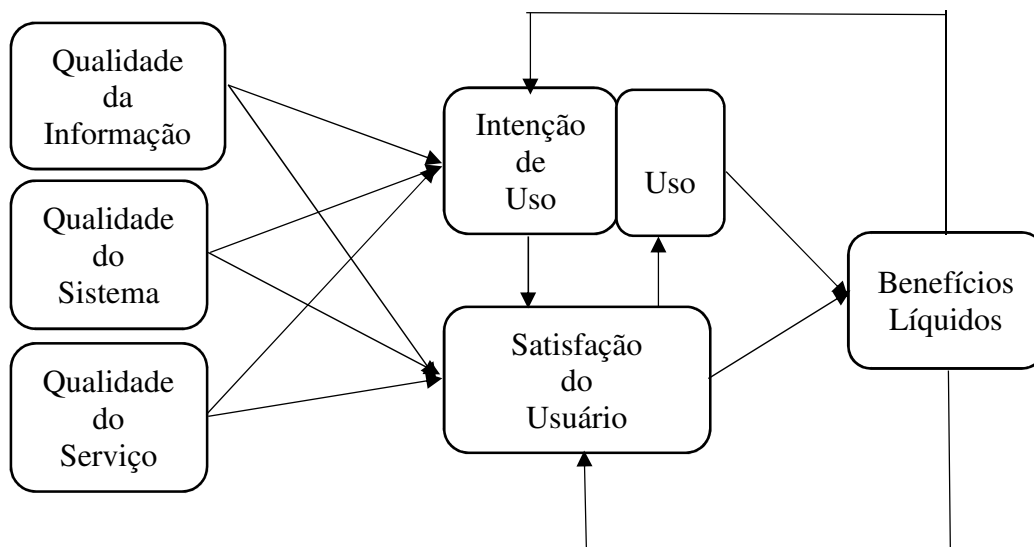 Qualidade
da
Informação
Qualidade
do
Sistema
Qualidade
do
Serviço
Intenção
de
Uso
Uso
Satisfação
do
Usuário
Benefícios
Líquidos